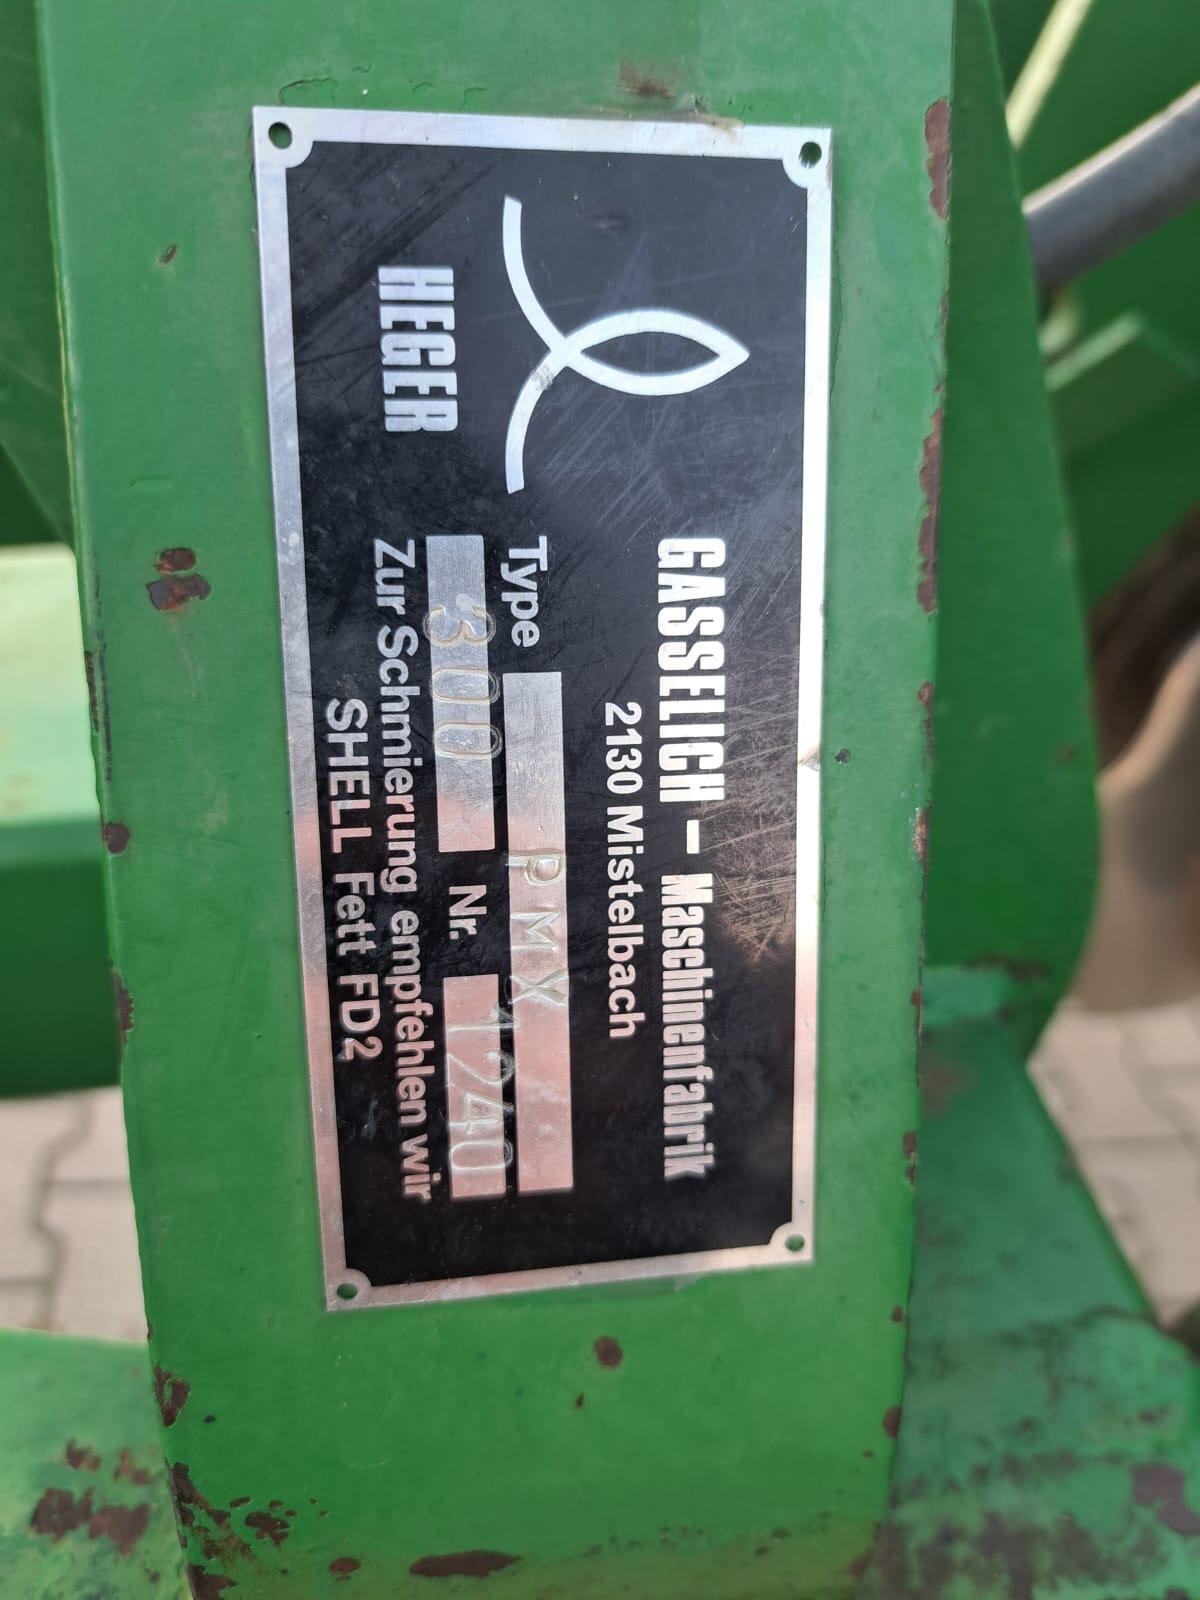 GASSELICH – Maschinenfabrik
2130 Mistelbach
HEGER
Type PMX
300 Nr. 1240
Zur Schmierung empfehlen wir
SHELL Fett FD2